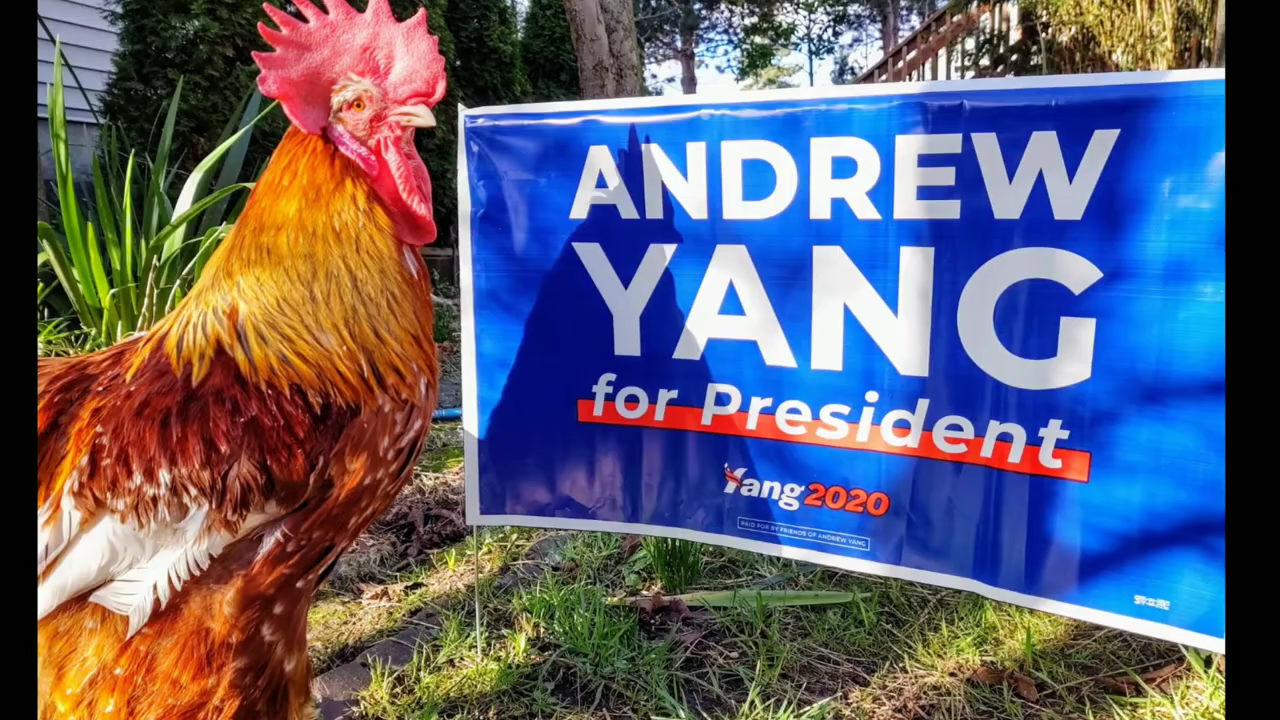 ANDREW
YANG
for President
Yang2020
PAID FOR BY FRIENDS OF ANDREW YANG